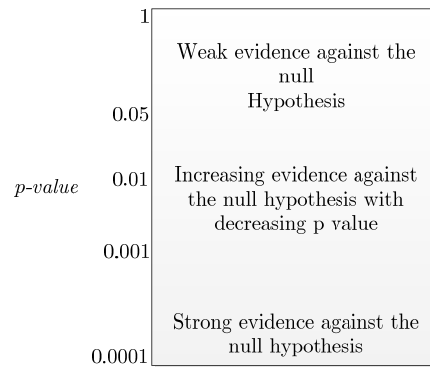 1
Weak evidence against the
null
Hypothesis
0.05
p-value
0.01
Increasing evidence against
the null hypothesis with
decreasing p value
0.001
Strong evidence against the
null hypothesis
0.0001